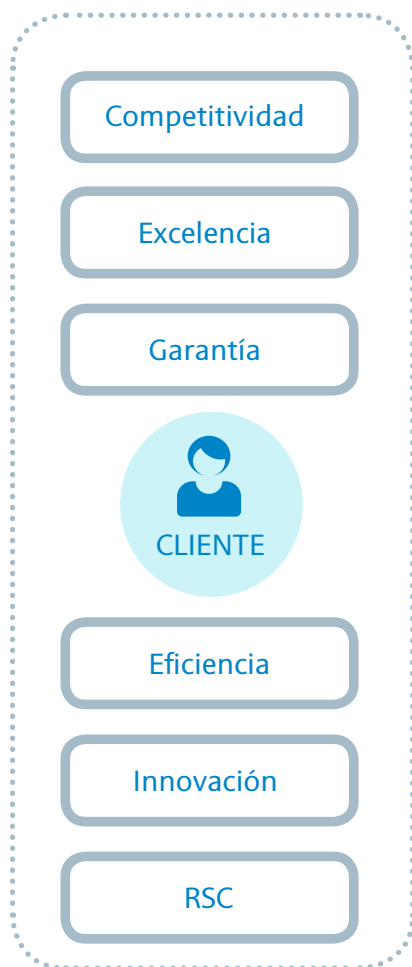 Competitividad
Excelencia
Garantía
CLIENTE
Eficiencia
Innovación
RSC